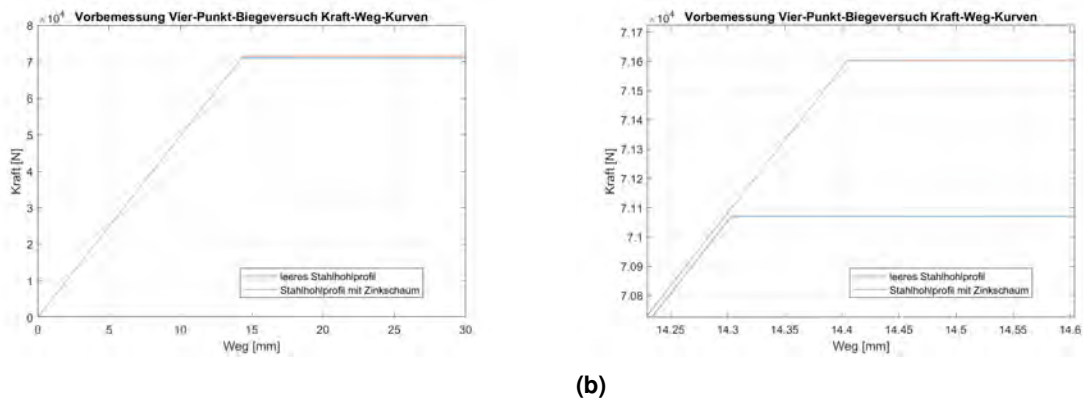 Vorbemessung Vier-Punkt-Biegeversuch Kraft-Weg-Kurven
×10⁴
8
7
6
5
4
3
2
1
0
Kraft [N]
leeres Stahlhohlprofil
Stahlhohlprofil mit Zinkschaum
0 5 10 15 20 25 30
Weg [mm]
Vorbemessung Vier-Punkt-Biegeversuch Kraft-Weg-Kurven
×10⁴
7.17
7.16
7.15
7.14
7.13
7.12
7.11
7.1
7.09
7.08
Kraft [N]
leeres Stahlhohlprofil
Stahlhohlprofil mit Zinkschaum
14.25 14.3 14.35 14.4 14.45 14.5 14.55 14.6
Weg [mm]
(b)